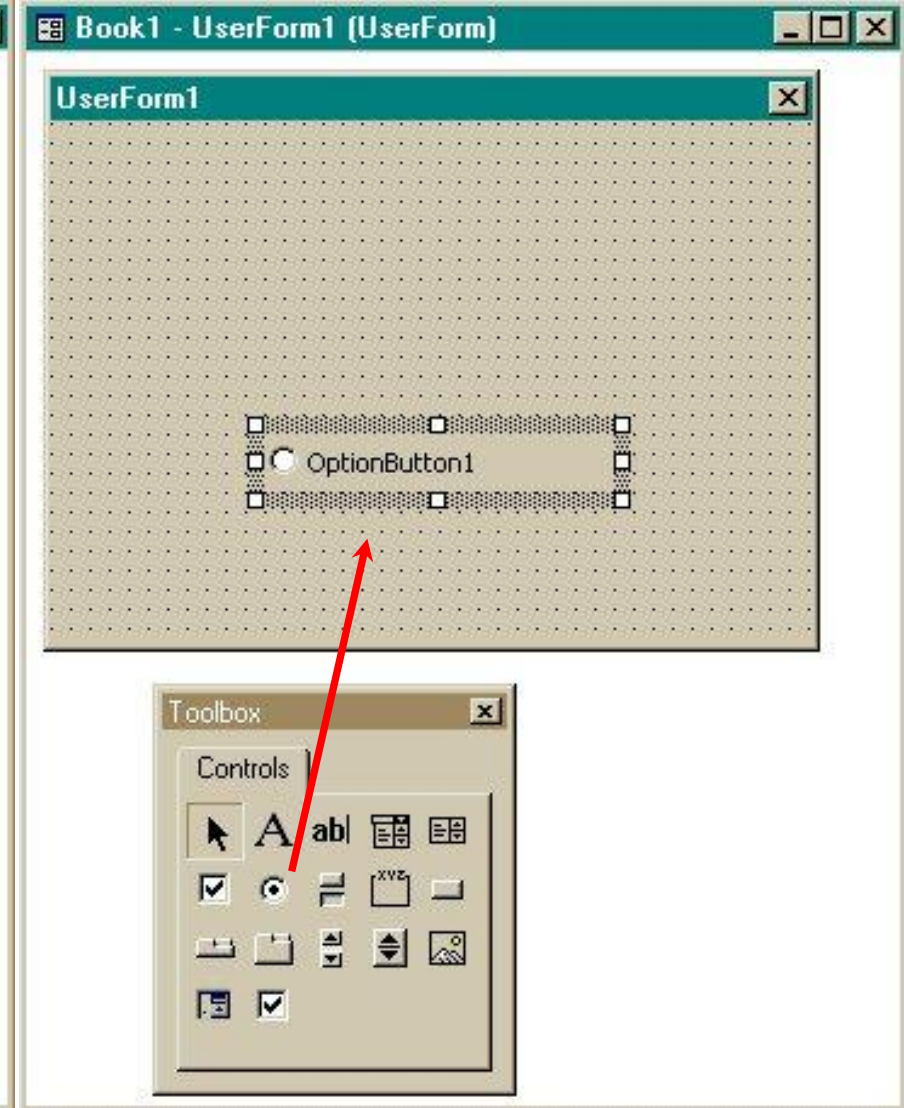 Book1 - UserForm1 (UserForm)
UserForm1
OptionButton1
Toolbox
Controls
A ab|
XYZ